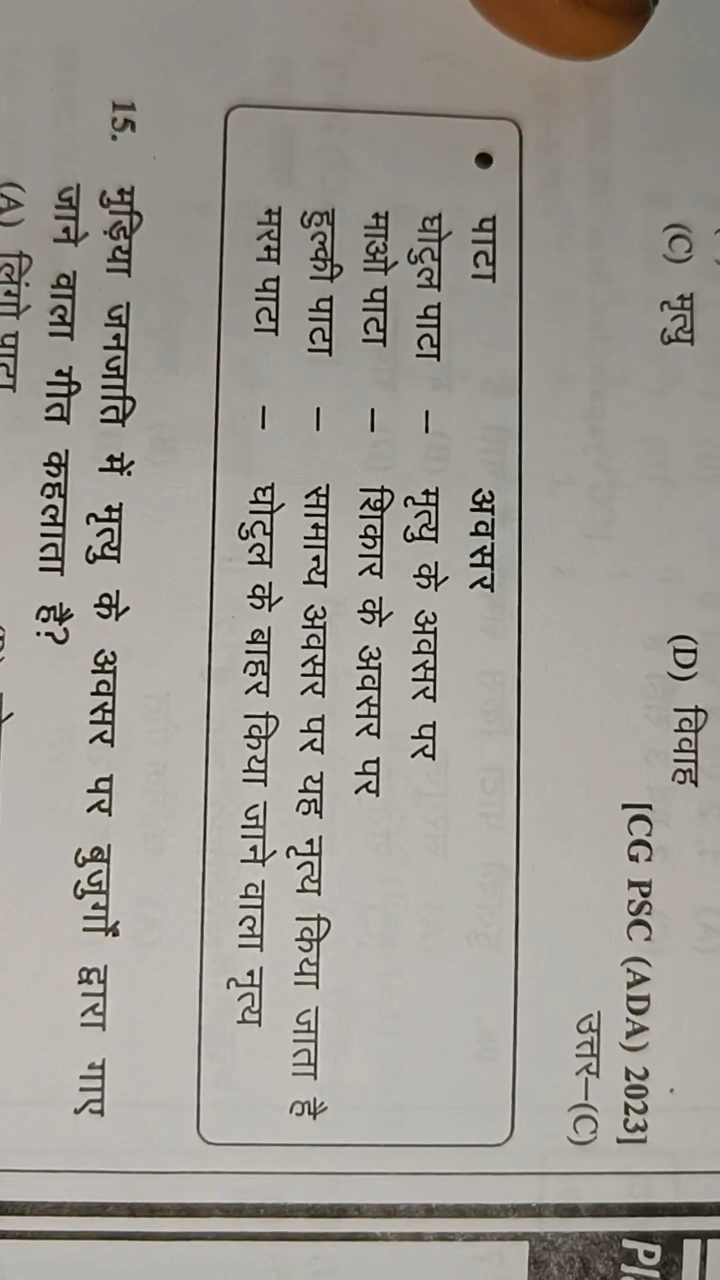 (C) मृत्यु (D) विवाह
[CG PSC (ADA) 2023]
उत्तर–(C)
• पाटा अवसर
घोटुल पाटा – मृत्यु के अवसर पर
माओ पाटा – शिकार के अवसर पर
हुल्की पाटा – सामान्य अवसर पर यह नृत्य किया जाता है
मरम पाटा – घोटुल के बाहर किया जाने वाला नृत्य
15. मुड़िया जनजाति में मृत्यु के अवसर पर बुजुर्गों द्वारा गाए
जाने वाला गीत कहलाता है?
(A) लिंगो पाटा